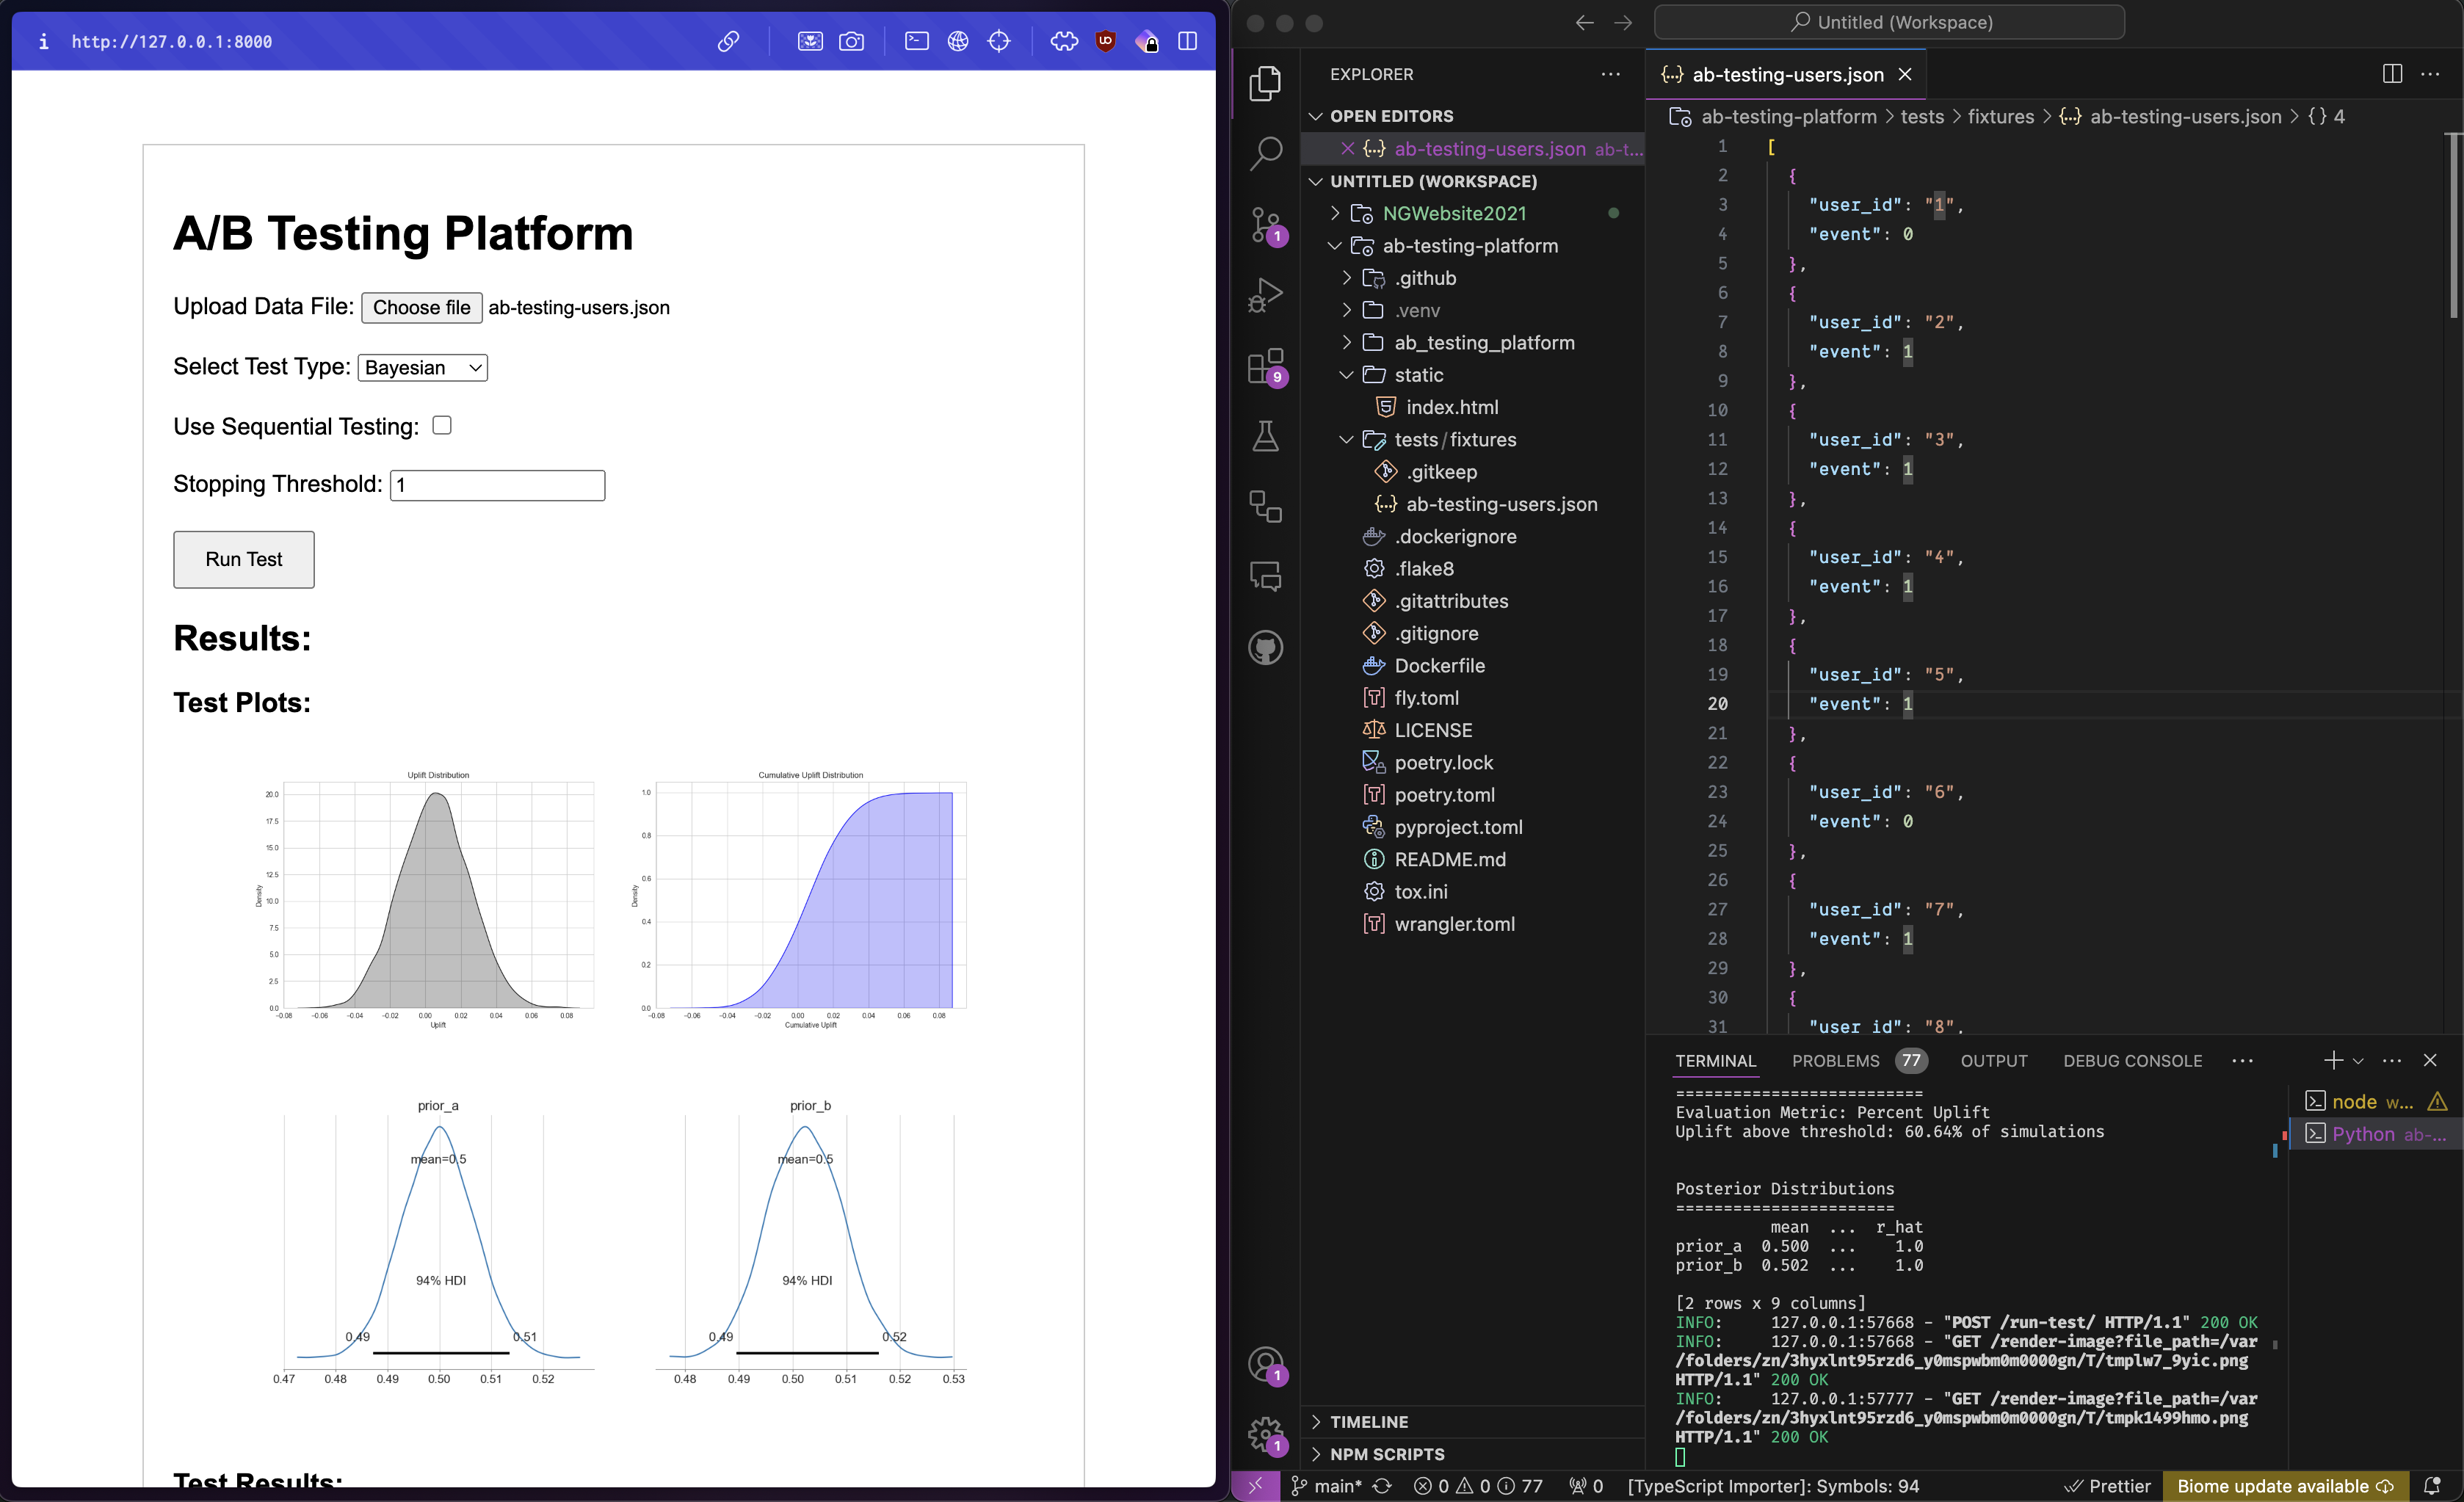 http://127.0.0.1:8000
A/B Testing Platform
Upload Data File: Choose file ab-testing-users.json
Select Test Type: Bayesian
Use Sequential Testing:
Stopping Threshold: 1
Run Test
Results:
Test Plots:
Uplift Distribution
20.0
17.5
15.0
12.5
10.0
7.5
5.0
2.5
0.0
Density
-0.08 -0.06 -0.04 -0.02 0.00 0.02 0.04 0.06 0.08
Uplift
Cumulative Uplift Distribution
1.0
0.8
0.6
0.4
0.2
0.0
Density
-0.08 -0.06 -0.04 -0.02 0.00 0.02 0.04 0.06 0.08
Cumulative Uplift
prior_a
mean=0.5
94% HDI
0.49 0.51
0.47 0.48 0.49 0.50 0.51 0.52
prior_b
mean=0.5
94% HDI
0.49 0.52
0.48 0.49 0.50 0.51 0.52 0.53
Test Results:
Untitled (Workspace)
EXPLORER
OPEN EDITORS
ab-testing-users.json ab-t...
UNTITLED (WORKSPACE)
NGWebsite2021
ab-testing-platform
.github
.venv
ab_testing_platform
static
index.html
tests/fixtures
.gitkeep
ab-testing-users.json
.dockerignore
.flake8
.gitattributes
.gitignore
Dockerfile
fly.toml
LICENSE
poetry.lock
poetry.toml
pyproject.toml
README.md
tox.ini
wrangler.toml
TIMELINE
NPM SCRIPTS
1
9
1
1
ab-testing-users.json
ab-testing-platform > tests > fixtures > {..} ab-testing-users.json > {} 4
1 [
2 {
3 "user_id": "1",
4 "event": 0
5 },
6 {
7 "user_id": "2",
8 "event": 1
9 },
10 {
11 "user_id": "3",
12 "event": 1
13 },
14 {
15 "user_id": "4",
16 "event": 1
17 },
18 {
19 "user_id": "5",
20 "event": 1
21 },
22 {
23 "user_id": "6",
24 "event": 0
25 },
26 {
27 "user_id": "7",
28 "event": 1
29 },
30 {
31 "user_id": "8",
TERMINAL PROBLEMS 77 OUTPUT DEBUG CONSOLE
==========================
Evaluation Metric: Percent Uplift
Uplift above threshold: 60.64% of simulations
Posterior Distributions
=======================
mean ... r_hat
prior_a 0.500 ... 1.0
prior_b 0.502 ... 1.0
[2 rows x 9 columns]
INFO: 127.0.0.1:57668 - "POST /run-test/ HTTP/1.1" 200 OK
INFO: 127.0.0.1:57668 - "GET /render-image?file_path=/var
/folders/zn/3hyxlnt95rzd6_y0mspwbm0m0000gn/T/tmplw7_9yic.png
HTTP/1.1" 200 OK
INFO: 127.0.0.1:57777 - "GET /render-image?file_path=/var
/folders/zn/3hyxlnt95rzd6_y0mspwbm0m0000gn/T/tmpk1499hmo.png
HTTP/1.1" 200 OK
node w...
Python ab-...
main* 0 0 77 0 [TypeScript Importer]: Symbols: 94 Prettier Biome update available